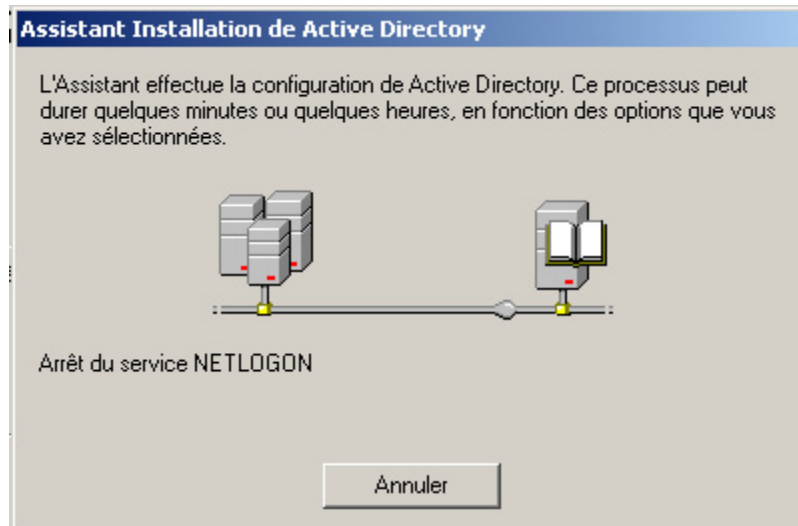 Assistant Installation de Active Directory
L'Assistant effectue la configuration de Active Directory. Ce processus peut
durer quelques minutes ou quelques heures, en fonction des options que vous
avez sélectionnées.
Arrêt du service NETLOGON
Annuler